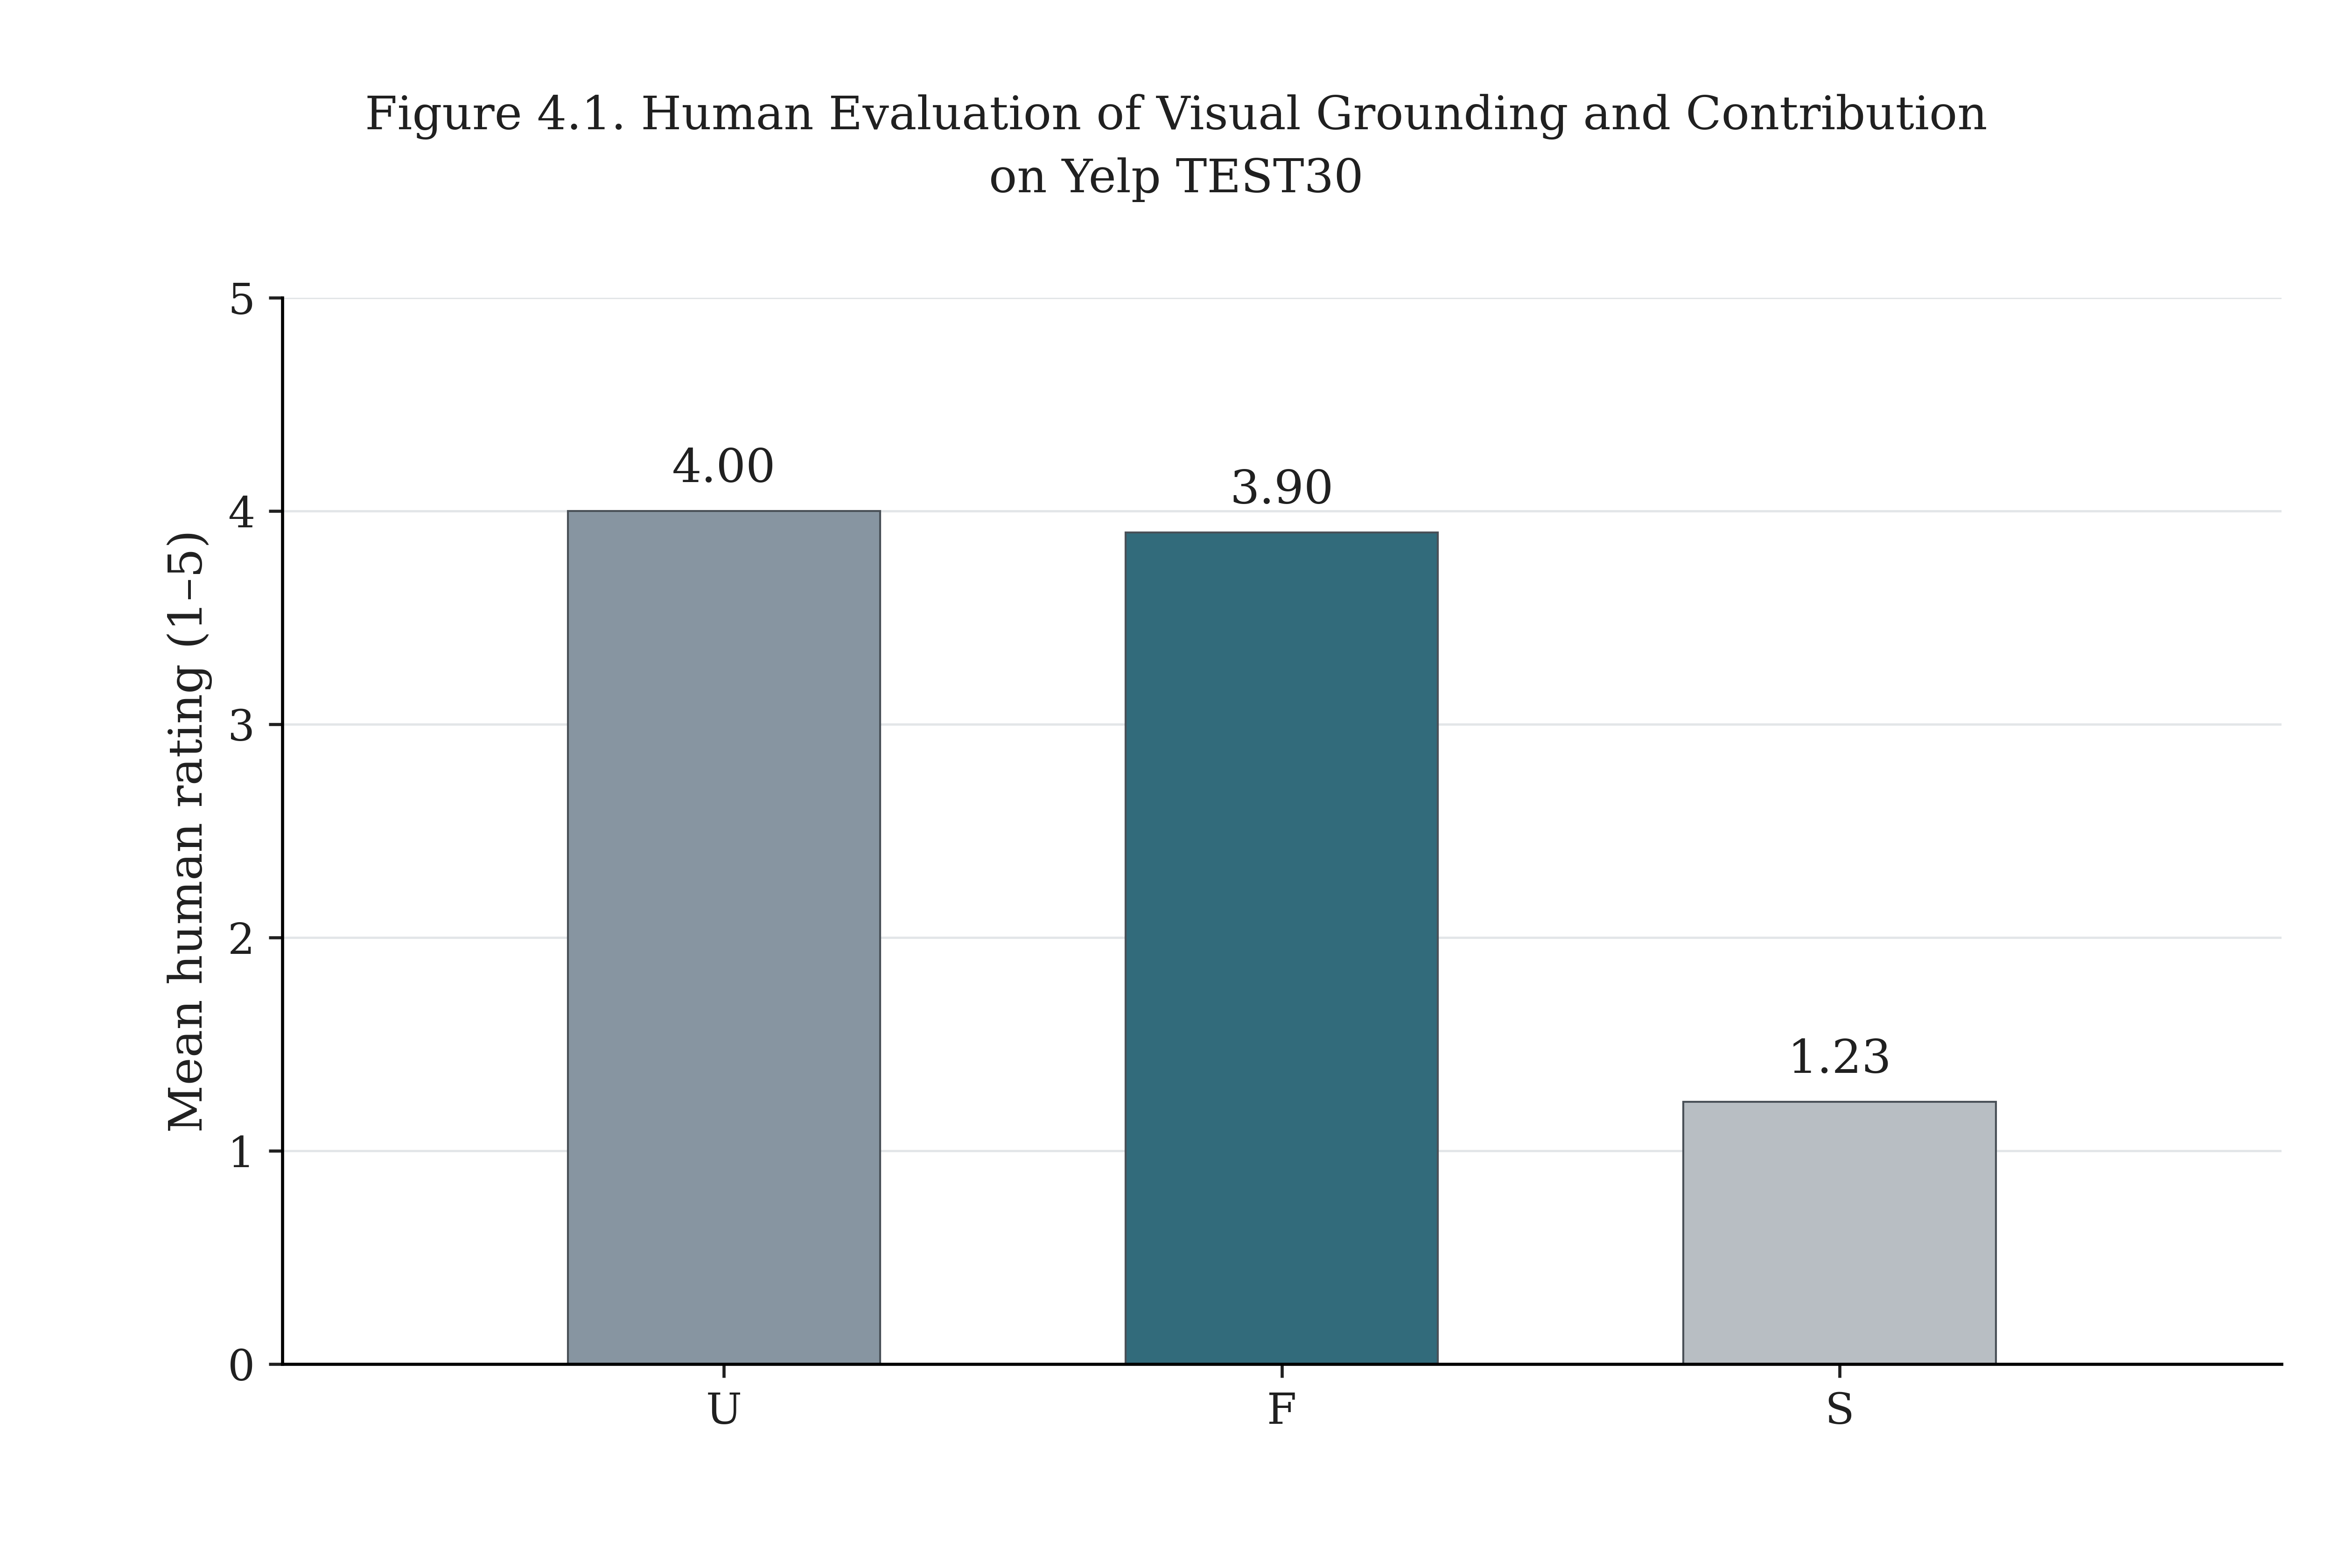 Figure 4.1. Human Evaluation of Visual Grounding and Contribution
on Yelp TEST30
Mean human rating (1–5)
5
4
3
2
1
0
4.00
3.90
1.23
U
F
S